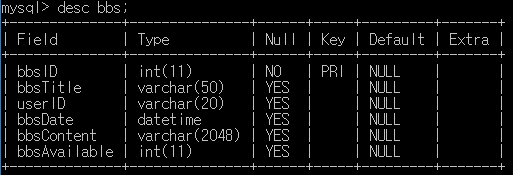 mysql> desc bbs;
| Field | Type | Null | Key | Default | Extra |
| bbsID | int(11) | NO | PRI | NULL | |
| bbsTitle | varchar(50) | YES | | NULL | |
| userID | varchar(20) | YES | | NULL | |
| bbsDate | datetime | YES | | NULL | |
| bbsContent | varchar(2048) | YES | | NULL | |
| bbsAvailable | int(11) | YES | | NULL | |